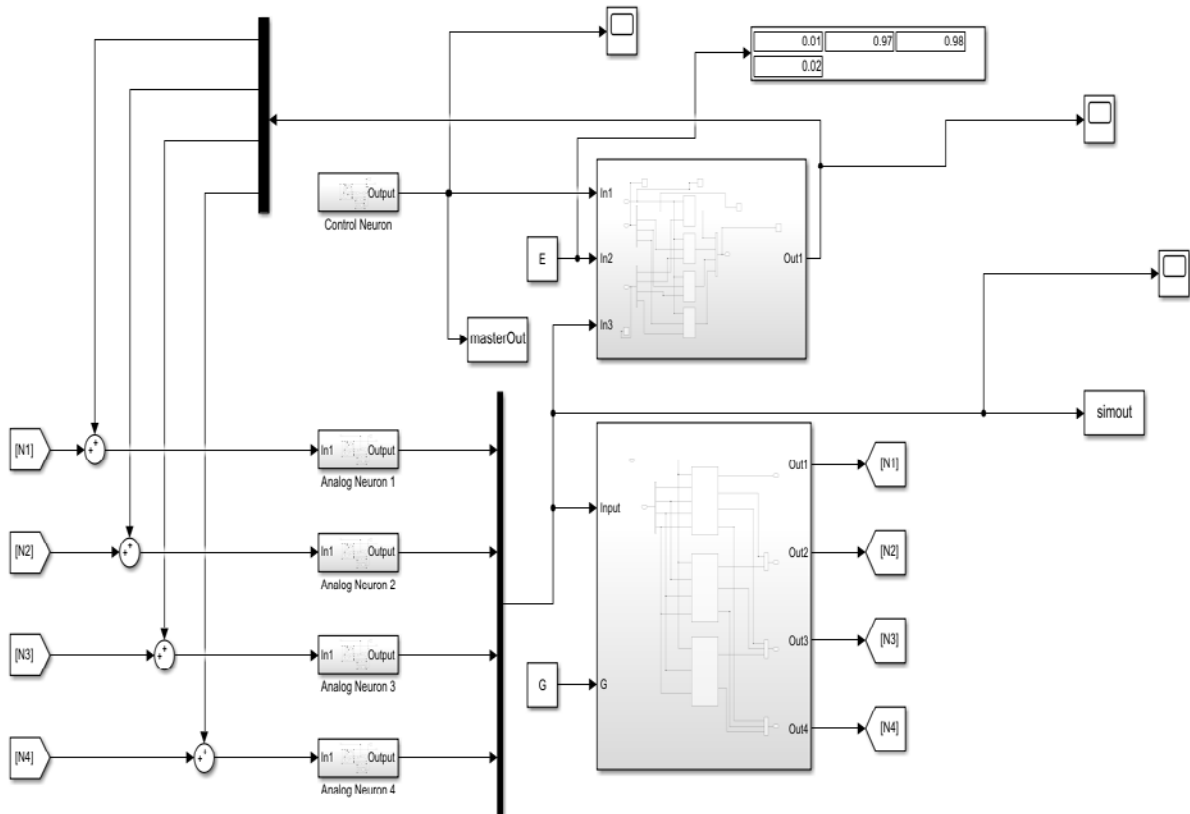 0.01 0.97 0.98
0.02
Output
Control Neuron
In1
E
In2
Out1
In3
masterOut
simout
[N1]
In1 Output
Analog Neuron 1
[N2]
In1 Output
Analog Neuron 2
[N3]
In1 Output
Analog Neuron 3
[N4]
In1 Output
Analog Neuron 4
Input
G
G
Out1
[N1]
Out2
[N2]
Out3
[N3]
Out4
[N4]